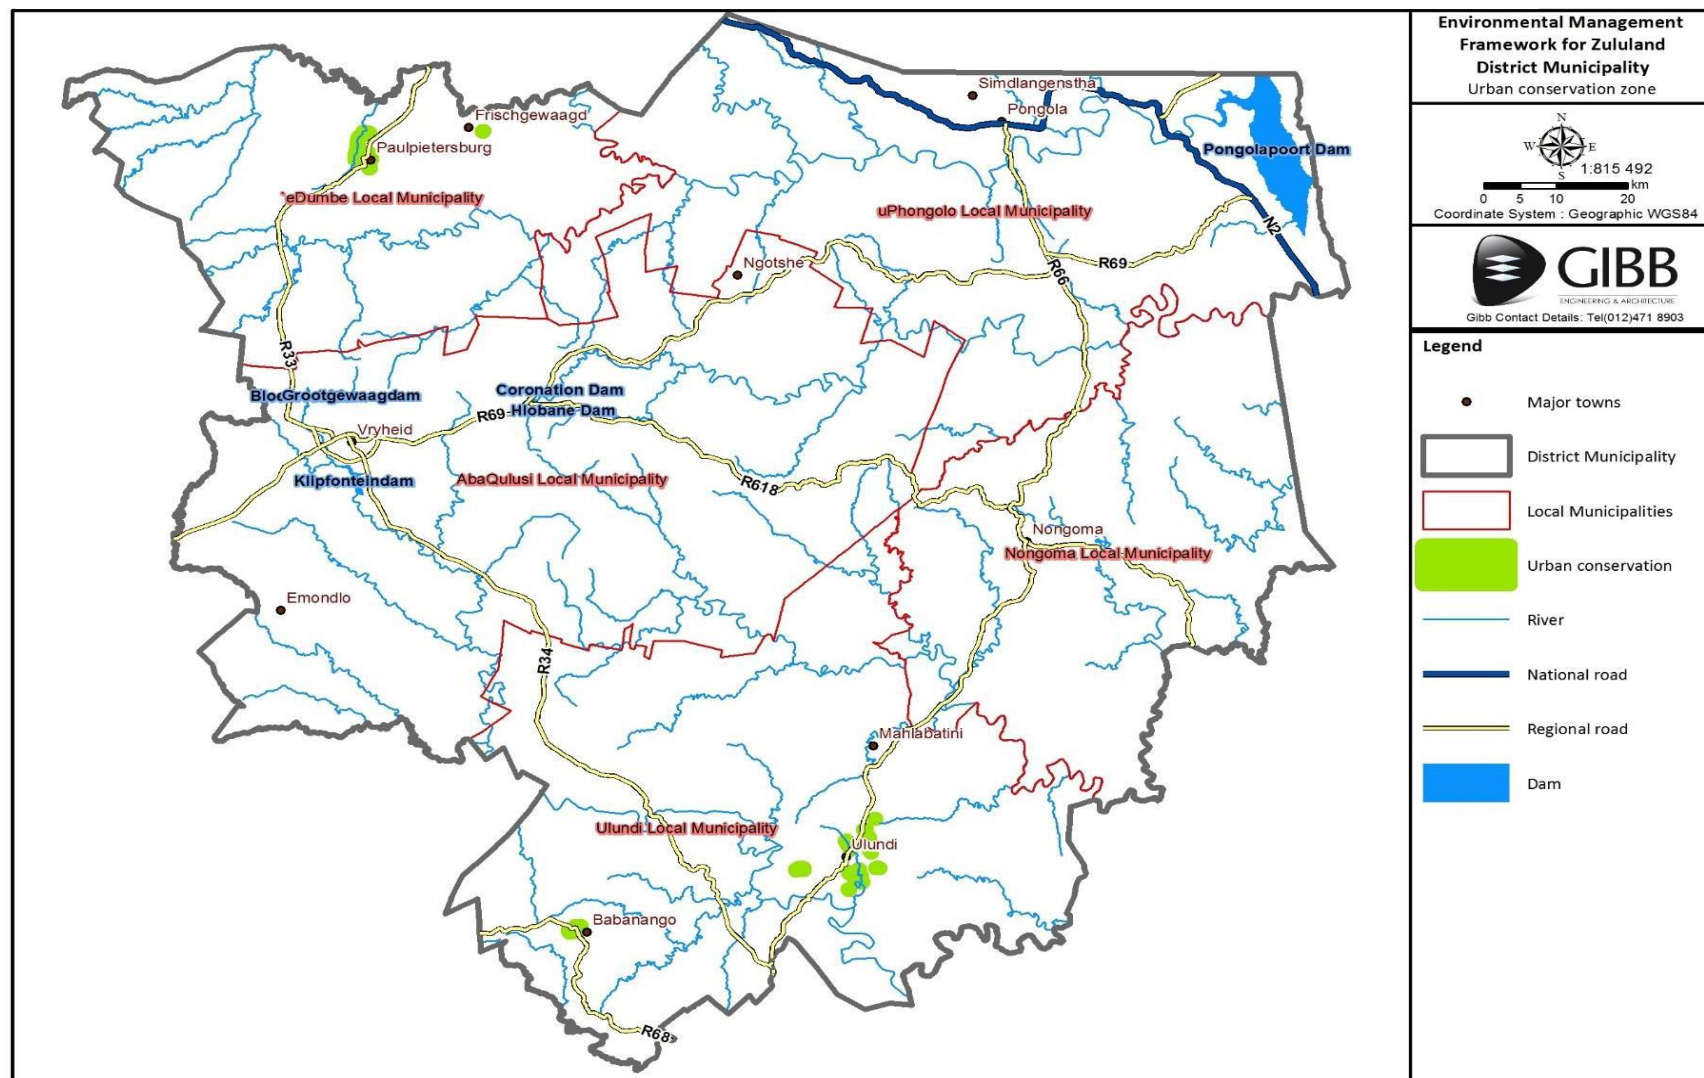 Environmental Management
Framework for Zululand
District Municipality
Urban conservation zone
N
W E
S
1:815 492
km
0 5 10 20
Coordinate System : Geographic WGS84
GIBB
ENGINEERING & ARCHITECTURE
Gibb Contact Details: Tel(012)471 8903
Legend
Major towns
District Municipality
Local Municipalities
Urban conservation
River
National road
Regional road
Dam
Simdlangenstha
Pongola
Frischgewaagd
Paulpietersburg
Pongolapoort Dam
eDumbe Local Municipality
uPhongolo Local Municipality
N2
Ngotshe
R69
R66
R33
Coronation Dam
Grootgewaagdam
Hlobane Dam
R69
Vryheid
Klipfonteindam
AbaQulusi Local Municipality
R618
Nongoma
Nongoma Local Municipality
Emondlo
R34
Mahlabatini
Ulundi Local Municipality
Ulundi
Babanango
R68